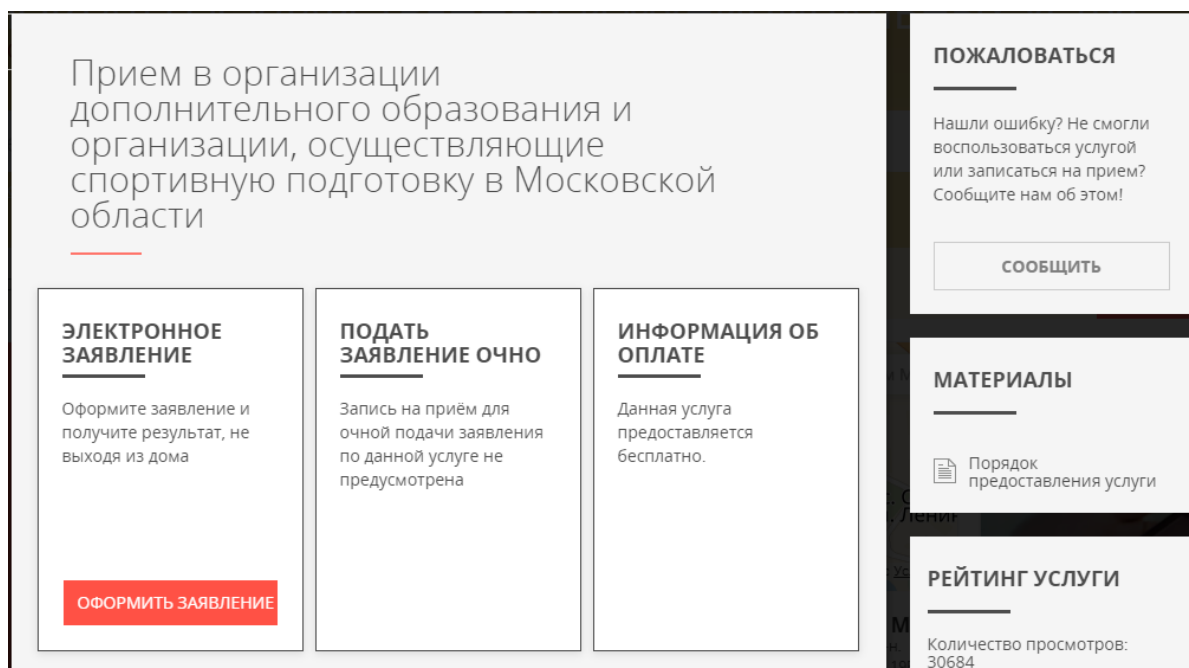 Прием в организации
дополнительного образования и
организации, осуществляющие
спортивную подготовку в Московской
области
ЭЛЕКТРОННОЕ
ЗАЯВЛЕНИЕ
Оформите заявление и
получите результат, не
выходя из дома
ОФОРМИТЬ ЗАЯВЛЕНИЕ
ПОДАТЬ
ЗАЯВЛЕНИЕ ОЧНО
Запись на приём для
очной подачи заявления
по данной услуге не
предусмотрена
ИНФОРМАЦИЯ ОБ
ОПЛАТЕ
Данная услуга
предоставляется
бесплатно.
ПОЖАЛОВАТЬСЯ
Нашли ошибку? Не смогли
воспользоваться услугой
или записаться на прием?
Сообщите нам об этом!
СООБЩИТЬ
МАТЕРИАЛЫ
Порядок
предоставления услуги
РЕЙТИНГ УСЛУГИ
Количество просмотров:
30684